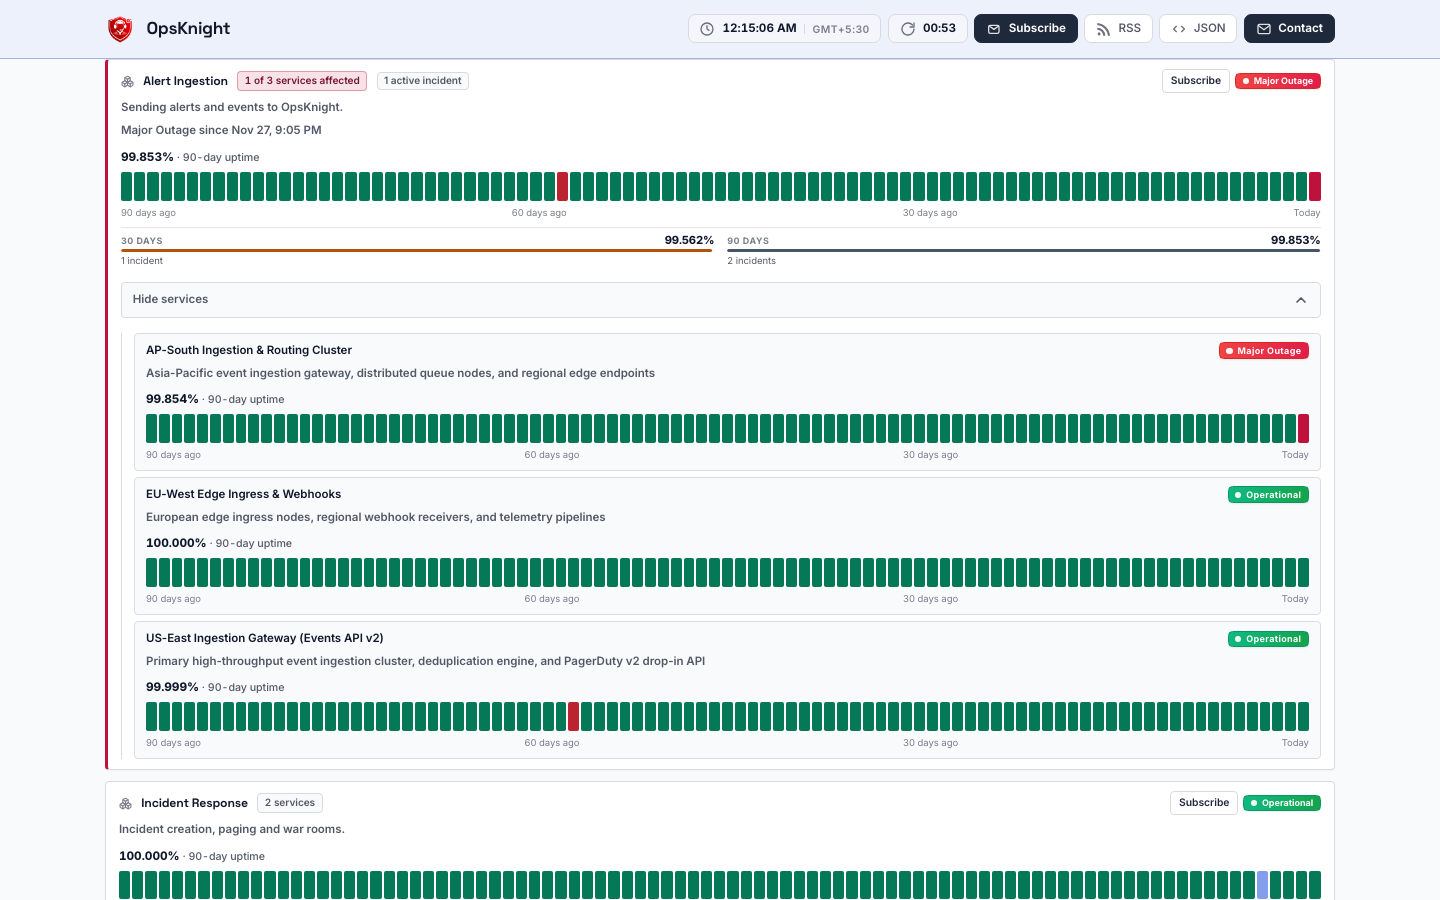 OpsKnight
12:15:06 AM GMT+5:30
00:53
Subscribe
RSS
JSON
Contact
Alert Ingestion
1 of 3 services affected
1 active incident
Subscribe
Major Outage
Sending alerts and events to OpsKnight.
Major Outage since Nov 27, 9:05 PM
99.853% · 90-day uptime
90 days ago 60 days ago 30 days ago Today
30 DAYS 99.562%
1 incident
90 DAYS 99.853%
2 incidents
Hide services
AP-South Ingestion & Routing Cluster
Major Outage
Asia-Pacific event ingestion gateway, distributed queue nodes, and regional edge endpoints
99.854% · 90-day uptime
90 days ago 60 days ago 30 days ago Today
EU-West Edge Ingress & Webhooks
Operational
European edge ingress nodes, regional webhook receivers, and telemetry pipelines
100.000% · 90-day uptime
90 days ago 60 days ago 30 days ago Today
US-East Ingestion Gateway (Events API v2)
Operational
Primary high-throughput event ingestion cluster, deduplication engine, and PagerDuty v2 drop-in API
99.999% · 90-day uptime
90 days ago 60 days ago 30 days ago Today
Incident Response
2 services
Subscribe
Operational
Incident creation, paging and war rooms.
100.000% · 90-day uptime